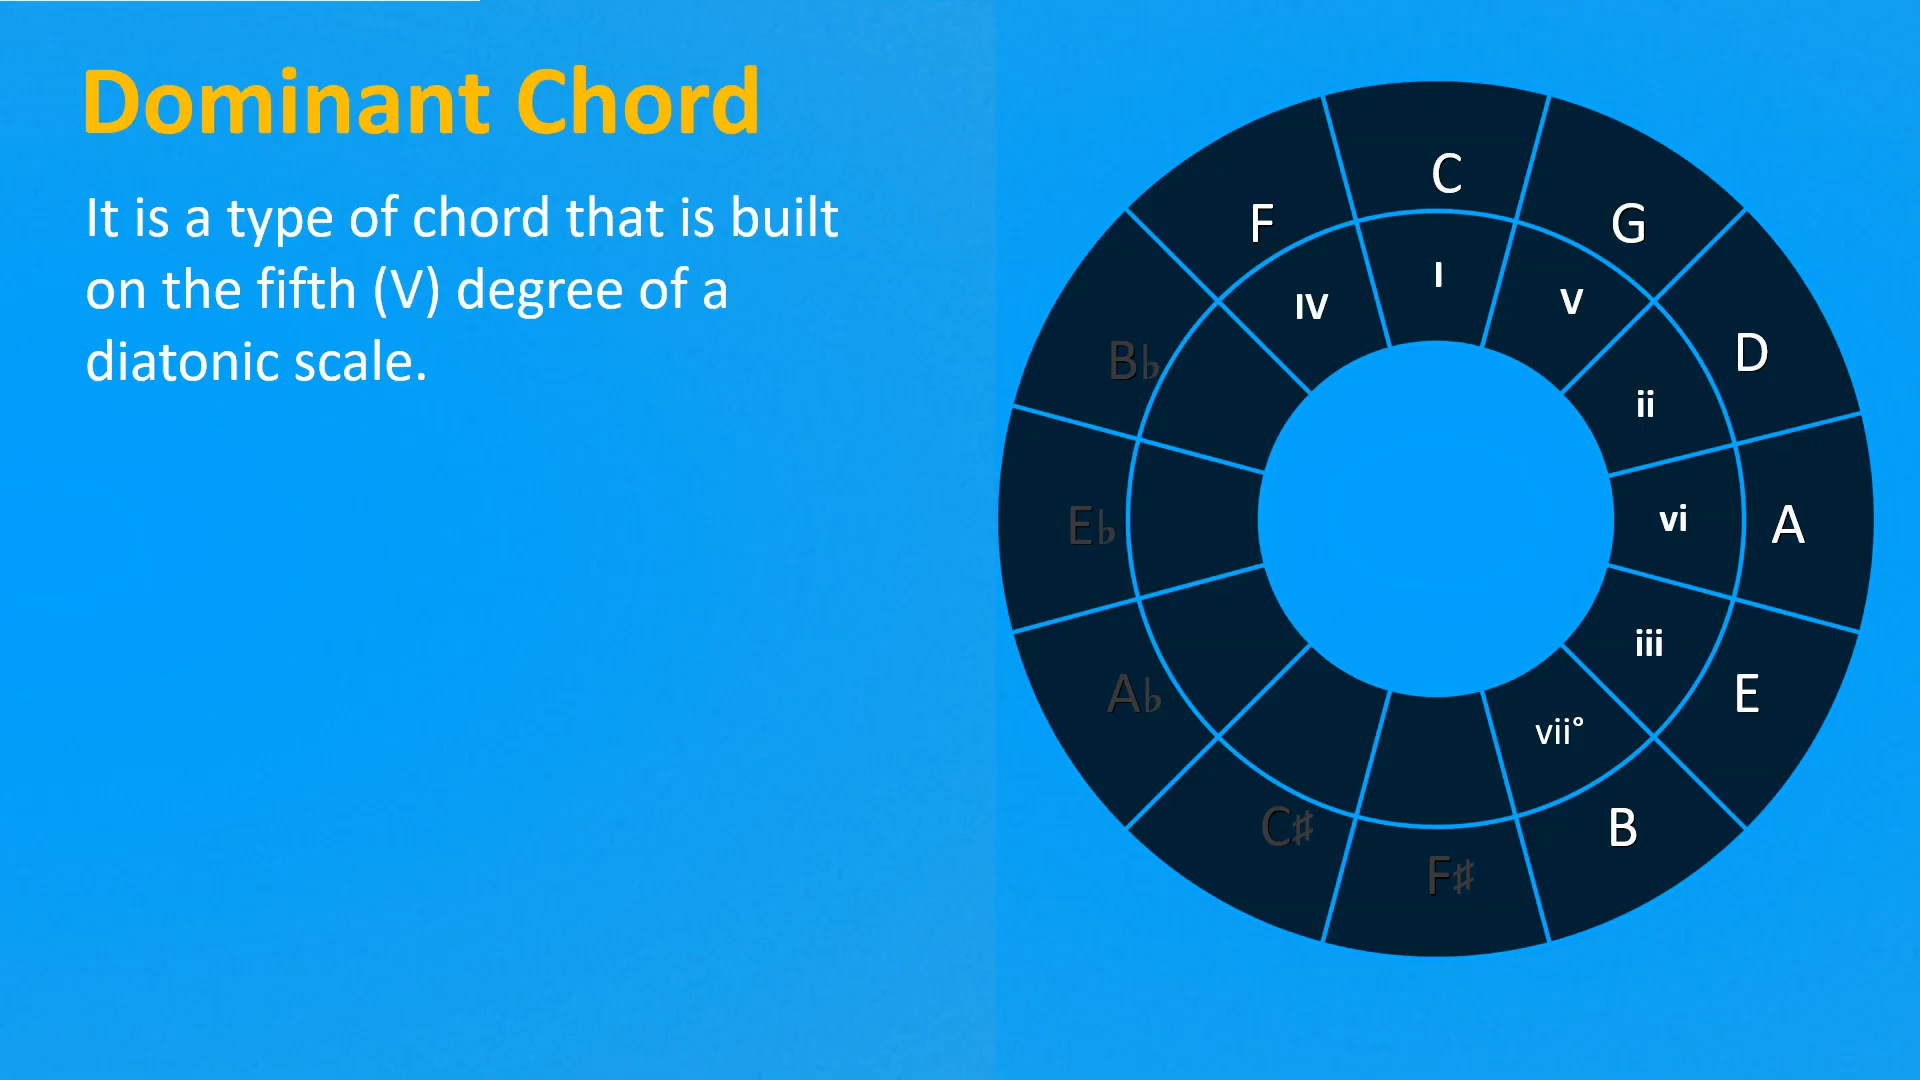 Dominant Chord
It is a type of chord that is built
on the fifth (V) degree of a
diatonic scale.
C
G
D
A
E
B
F♯
C♯
A♭
E♭
B♭
F
I
V
ii
vi
iii
vii°
IV